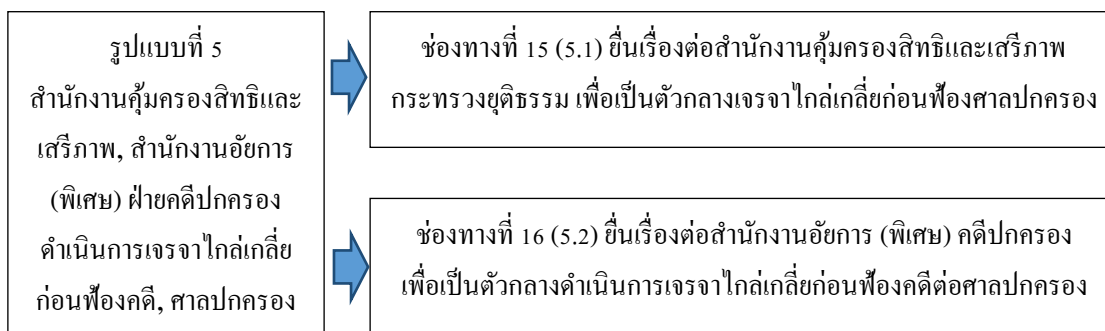 รูปแบบที่ 5
สำนักงานคุ้มครองสิทธิและ
เสรีภาพ, สำนักงานอัยการ
(พิเศษ) ฝ่ายคดีปกครอง
ดำเนินการเจรจาไกล่เกลี่ย
ก่อนฟ้องคดี, ศาลปกครอง
ช่องทางที่ 15 (5.1) ยื่นเรื่องต่อสำนักงานคุ้มครองสิทธิและเสรีภาพ
กระทรวงยุติธรรม เพื่อเป็นตัวกลางเจรจาไกล่เกลี่ยก่อนฟ้องศาลปกครอง
ช่องทางที่ 16 (5.2) ยื่นเรื่องต่อสำนักงานอัยการ (พิเศษ) คดีปกครอง
เพื่อเป็นตัวกลางดำเนินการเจรจาไกล่เกลี่ยก่อนฟ้องคดีต่อศาลปกครอง